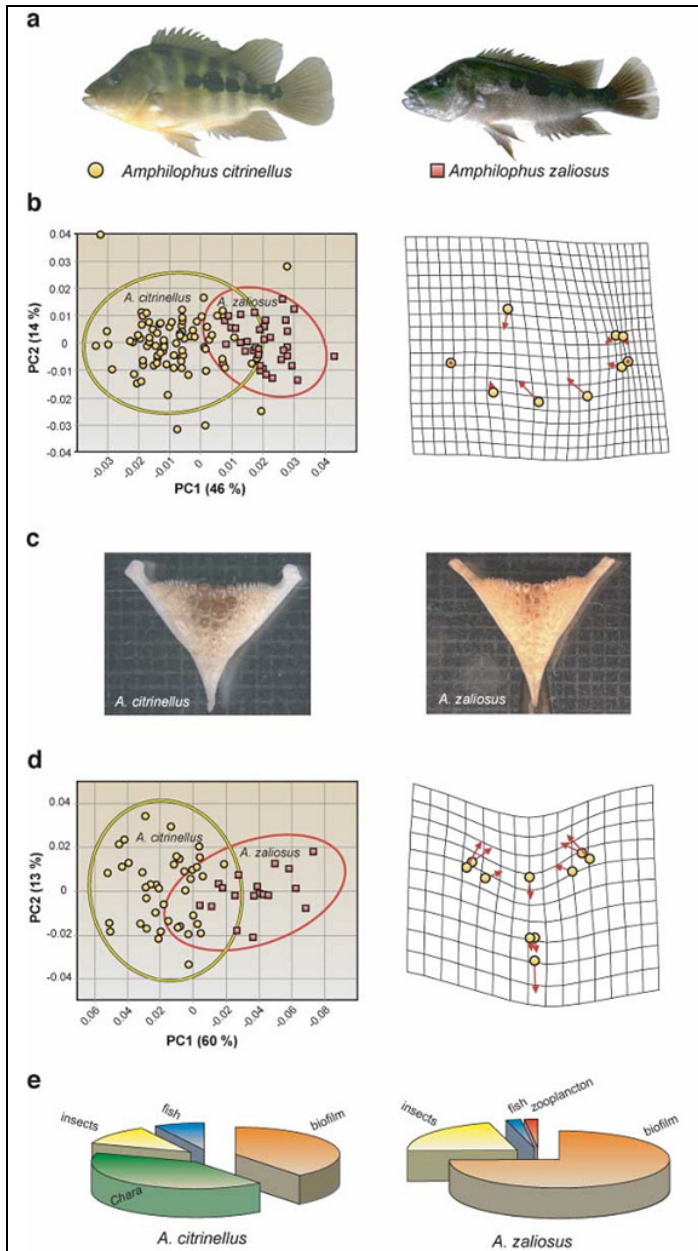 a
Amphilophus citrinellus
Amphilophus zaliosus
b
0.04
0.03
0.02
0.01
0
-0.01
-0.02
-0.03
-0.04
PC2 (14 %)
A. citrinellus
A. zaliosus
-0.03
-0.02
-0.01
0
0.01
0.02
0.03
0.04
PC1 (46 %)
c
A. citrinellus
A. zaliosus
d
0.04
0.02
0
-0.02
-0.04
PC2 (13 %)
A. citrinellus
A. zaliosus
0.06
0.04
0.02
0
-0.02
-0.04
-0.06
-0.08
PC1 (60 %)
e
insects
fish
biofilm
Chara
A. citrinellus
insects
fish
zooplancton
biofilm
A. zaliosus